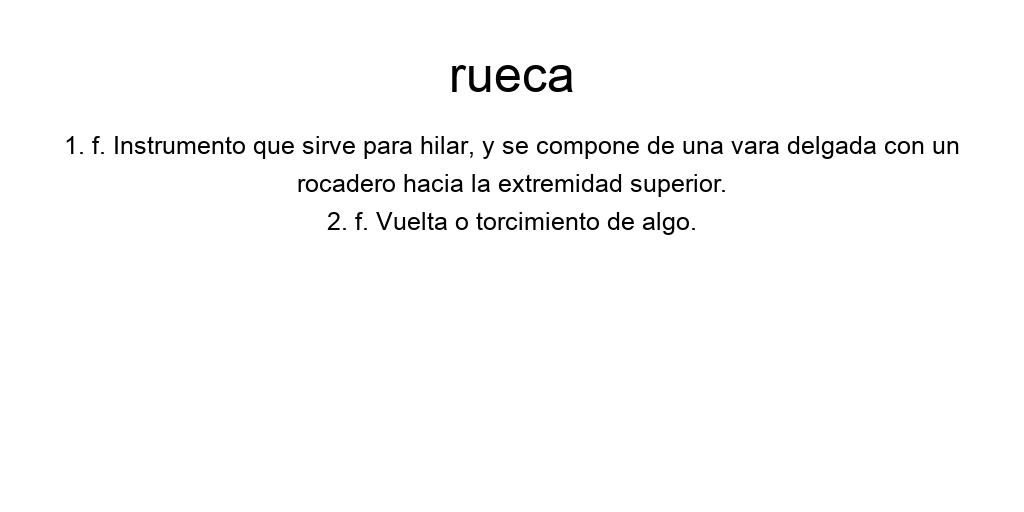 rueca
1. f. Instrumento que sirve para hilar, y se compone de una vara delgada con un
rocadero hacia la extremidad superior.
2. f. Vuelta o torcimiento de algo.